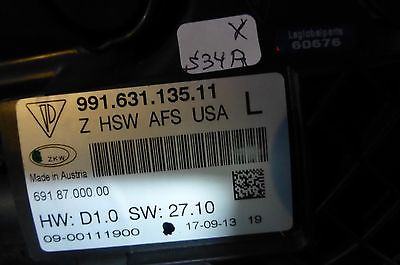 X
S34A
Laglobalparts
60676
991.631.135.11
Z HSW AFS USA L
ZKW
Made in Austria
691.87.000.00
HW: D1.0 SW: 27.10
09-00111900 17-09-13 19